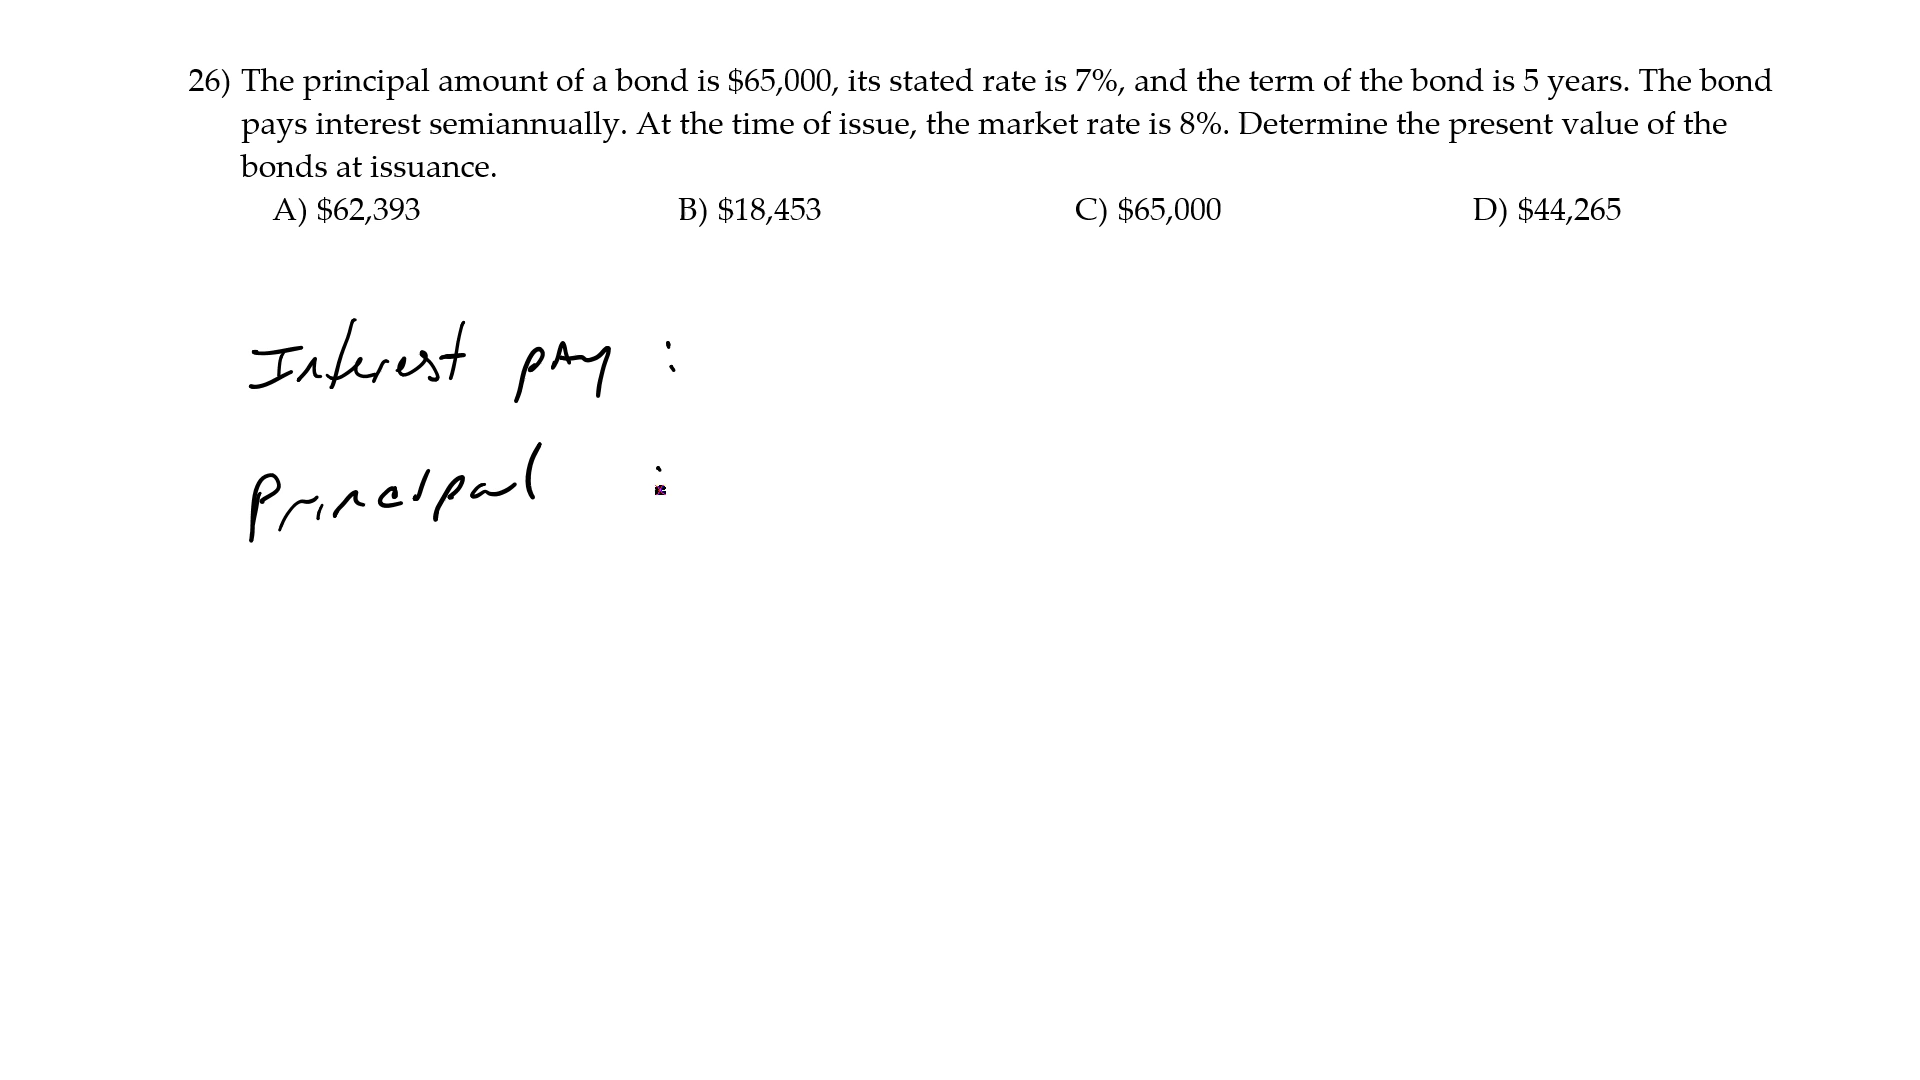 26) The principal amount of a bond is $65,000, its stated rate is 7%, and the term of the bond is 5 years. The bond
pays interest semiannually. At the time of issue, the market rate is 8%. Determine the present value of the
bonds at issuance.
A) $62,393 B) $18,453 C) $65,000 D) $44,265
Interest pay :
Principal :